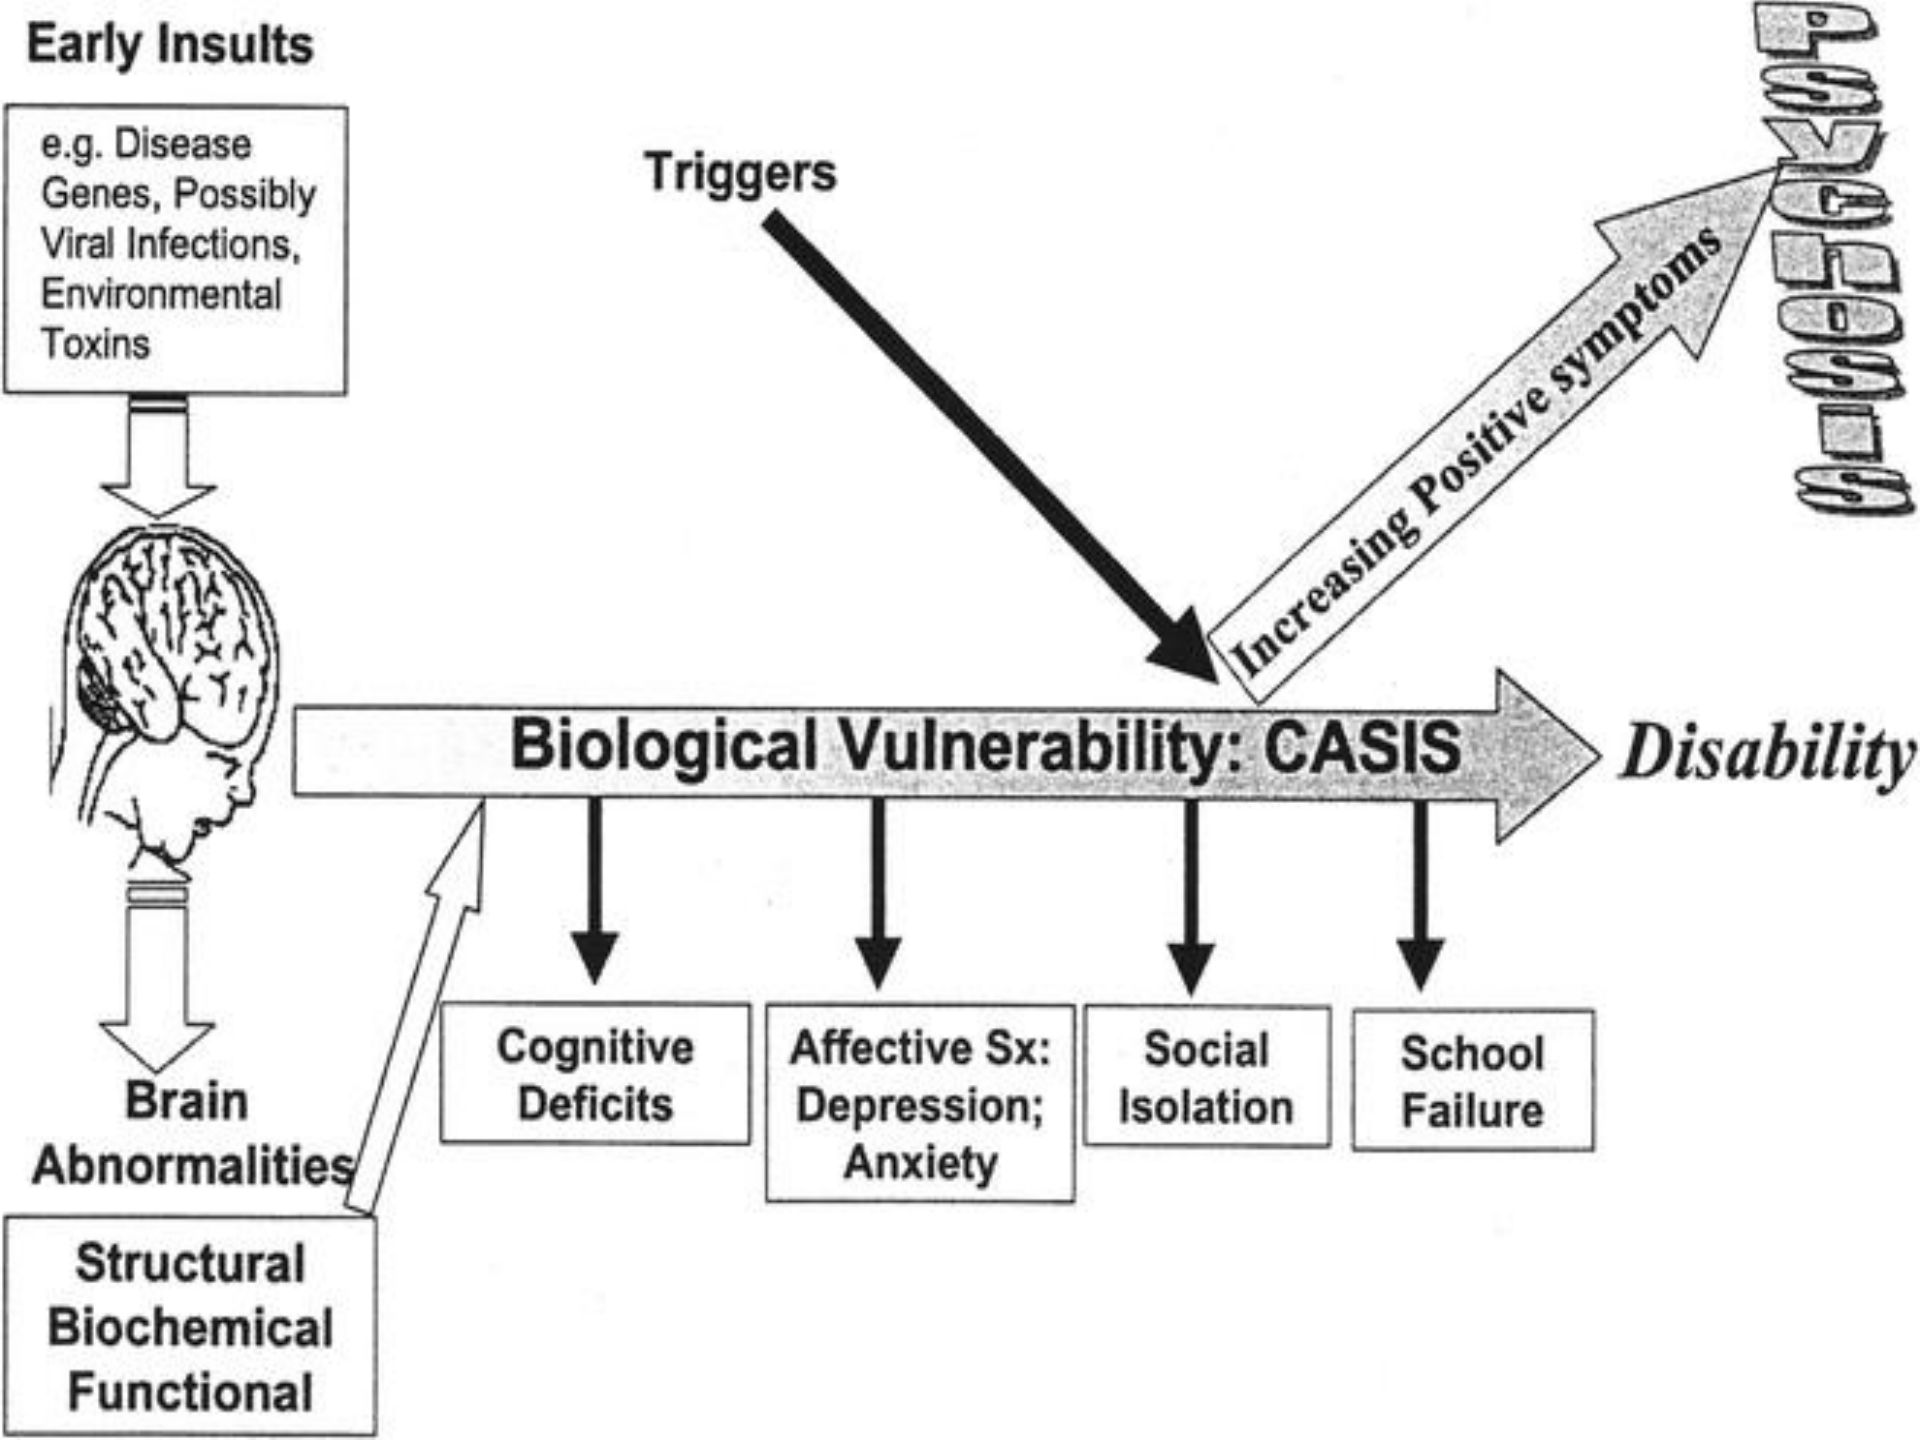 Early Insults
e.g. Disease
Genes, Possibly
Viral Infections,
Environmental
Toxins
Triggers
Increasing Positive symptoms
Psychosis
Biological Vulnerability: CASIS
Disability
Brain
Abnormalities
Structural
Biochemical
Functional
Cognitive
Deficits
Affective Sx:
Depression;
Anxiety
Social
Isolation
School
Failure